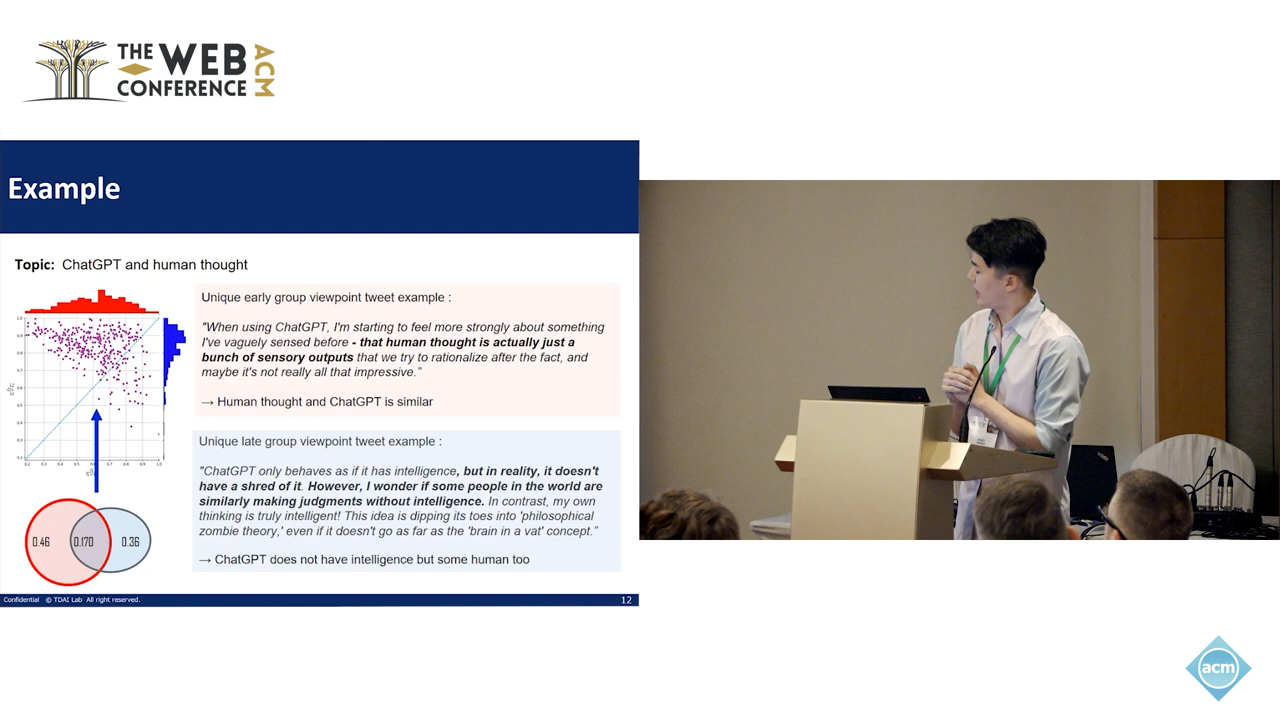 THE WEB CONFERENCE ACM
Example
Topic: ChatGPT and human thought
Unique early group viewpoint tweet example :
"When using ChatGPT, I'm starting to feel more strongly about something
I've vaguely sensed before - that human thought is actually just a
bunch of sensory outputs that we try to rationalize after the fact, and
maybe it's not really all that impressive."
→ Human thought and ChatGPT is similar
Unique late group viewpoint tweet example :
"ChatGPT only behaves as if it has intelligence, but in reality, it doesn't
have a shred of it. However, I wonder if some people in the world are
similarly making judgments without intelligence. In contrast, my own
thinking is truly intelligent! This idea is dipping its toes into 'philosophical
zombie theory,' even if it doesn't go as far as the 'brain in a vat' concept."
→ ChatGPT does not have intelligence but some human too
0.46 0.170 0.36
Confidential © TDAI Lab All right reserved.
12
acm